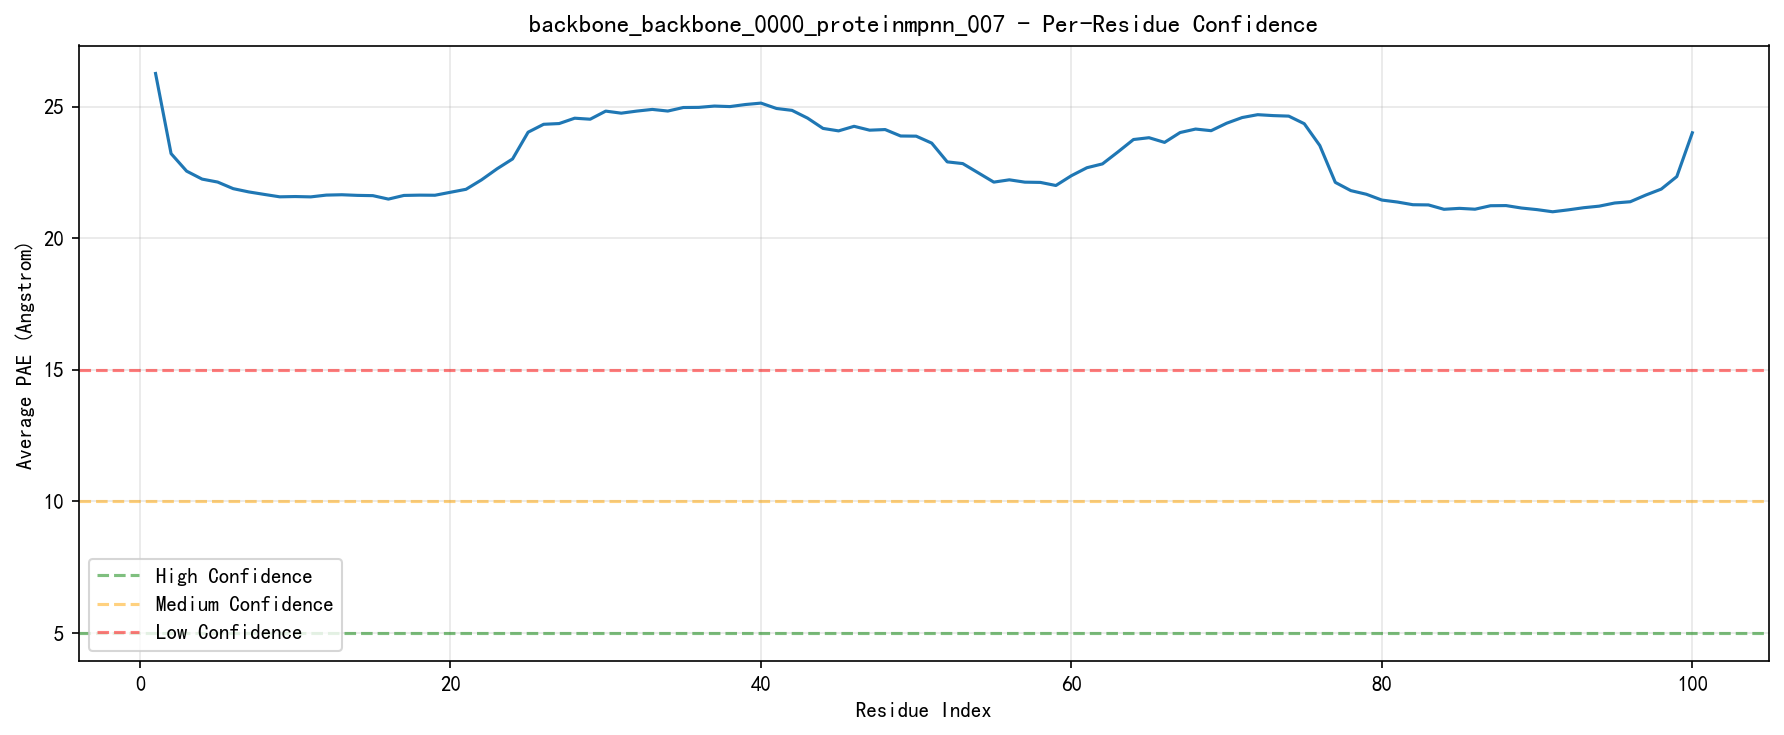 backbone_backbone_0000_proteinmpnn_007 - Per-Residue Confidence
Average PAE (Angstrom)
25
20
15
10
5
High Confidence
Medium Confidence
Low Confidence
0 20 40 60 80 100
Residue Index